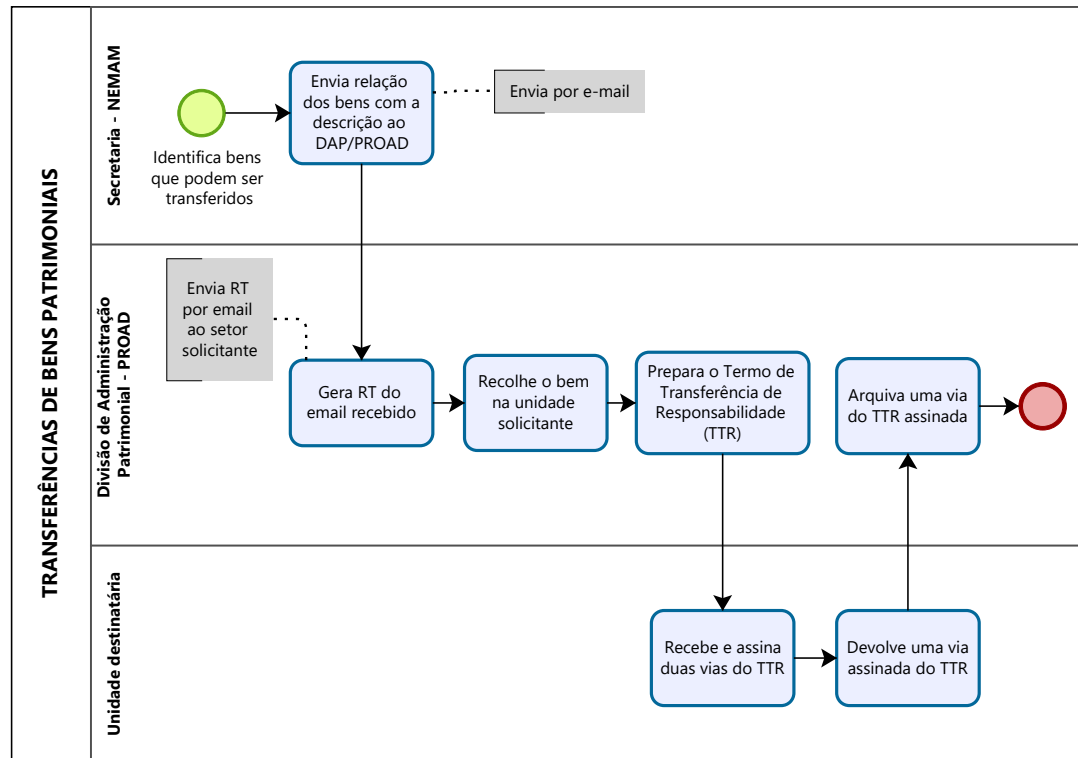 TRANSFERÊNCIAS DE BENS PATRIMONIAIS
Secretaria - NEMAM
Identifica bens
que podem ser
transferidos
Envia relação
dos bens com a
descrição ao
DAP/PROAD
Envia por e-mail
Divisão de Administração
Patrimonial - PROAD
Envia RT
por email
ao setor
solicitante
Gera RT do
email recebido
Recolhe o bem
na unidade
solicitante
Prepara o Termo de
Transferência de
Responsabilidade
(TTR)
Arquiva uma via
do TTR assinada
Unidade destinatária
Recebe e assina
duas vias do TTR
Devolve uma via
assinada do TTR